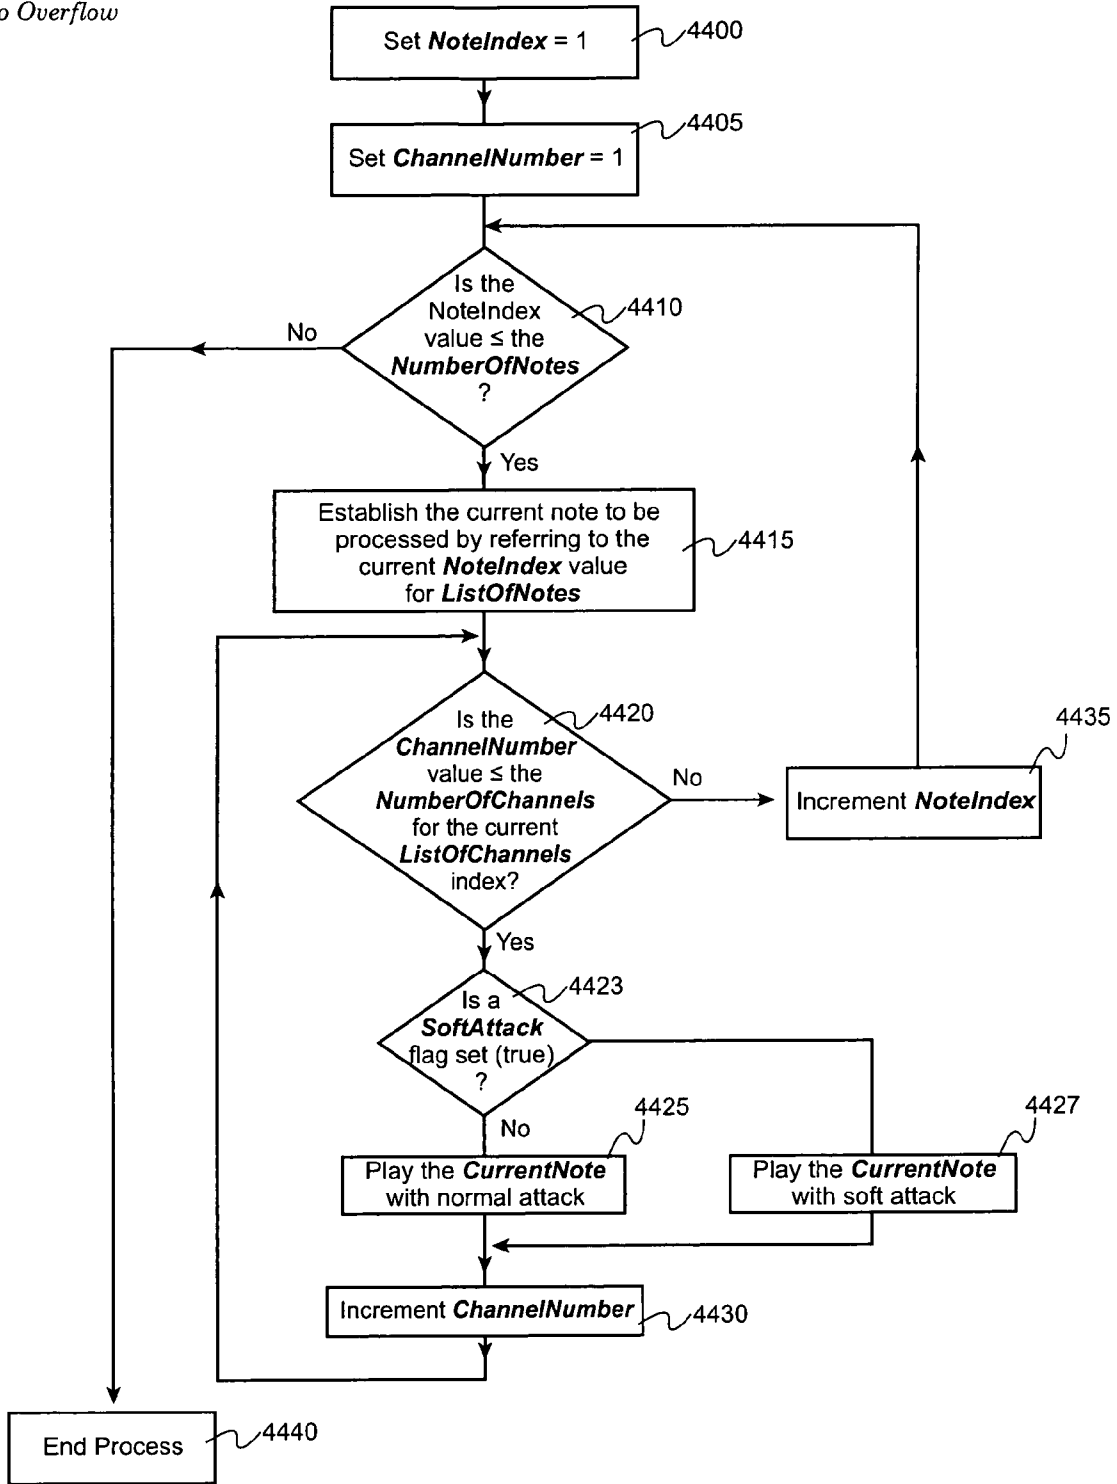 o Overflow
Set NoteIndex = 1
4400
Set ChannelNumber = 1
4405
Is the
NoteIndex
value ≤ the
NumberOfNotes
?
4410
No
Yes
Establish the current note to be
processed by referring to the
current NoteIndex value
for ListOfNotes
4415
Is the
ChannelNumber
value ≤ the
NumberOfChannels
for the current
ListOfChannels
index?
4420
No
4435
Increment NoteIndex
Yes
Is a
SoftAttack
flag set (true)
?
4423
No
4425
Play the CurrentNote
with normal attack
4427
Play the CurrentNote
with soft attack
Increment ChannelNumber
4430
End Process
4440